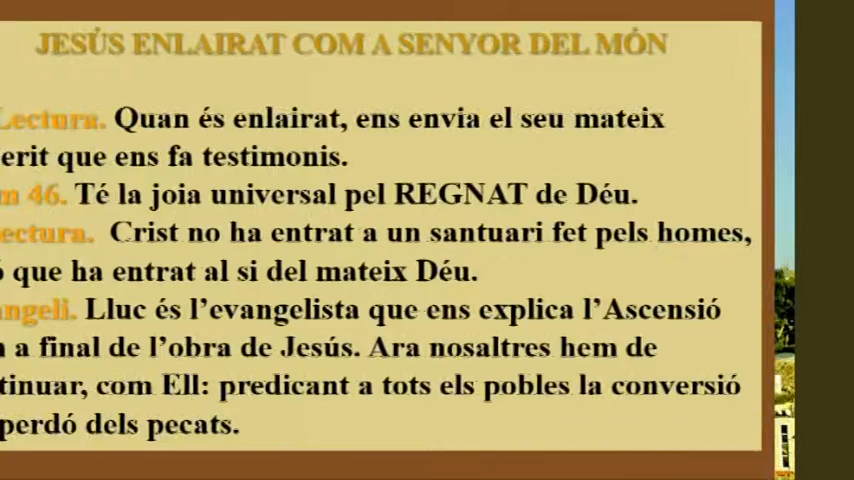 JESÚS ENLAIRAT COM A SENYOR DEL MÓN
Lectura. Quan és enlairat, ens envia el seu mateix
erit que ens fa testimonis.
m 46. Té la joia universal pel REGNAT de Déu.
ectura. Crist no ha entrat a un santuari fet pels homes,
ó que ha entrat al si del mateix Déu.
angeli. Lluc és l’evangelista que ens explica l’Ascensió
a final de l’obra de Jesús. Ara nosaltres hem de
tinuar, com Ell: predicant a tots els pobles la conversió
perdó dels pecats.